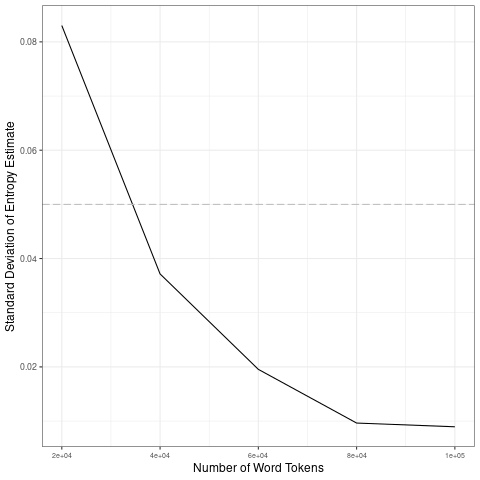 Standard Deviation of Entropy Estimate
0.08
0.06
0.04
0.02
2e+04 4e+04 6e+04 8e+04 1e+05
Number of Word Tokens